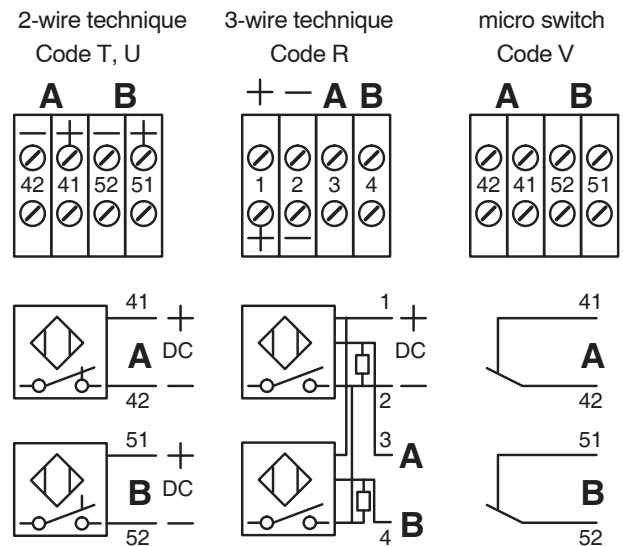 2-wire technique 3-wire technique micro switch
Code T, U Code R Code V
A B + — A B A B
— + — +
42 41 52 51 1 2 3 4 42 41 52 51
+ —
41 + 1 + 41
A DC DC A
42 — 2 — 42
51 + 3 A 51
B DC B
52 — 4 B 52